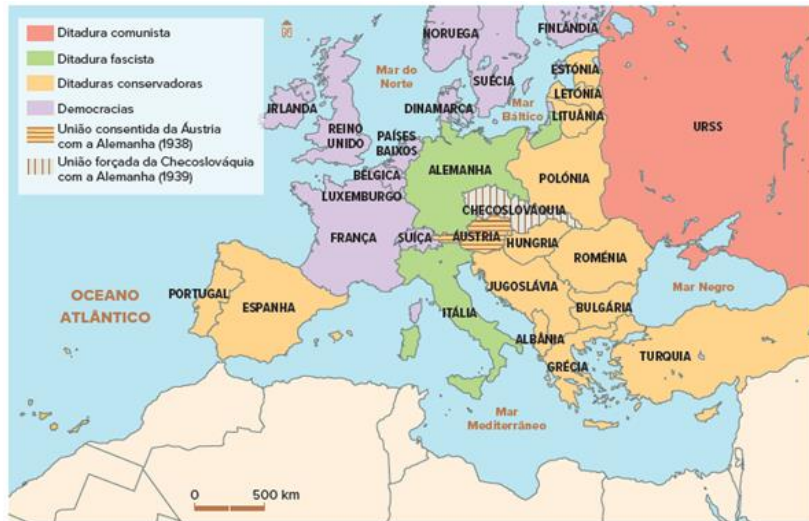 Ditadura comunista
Ditadura fascista
Ditaduras conservadoras
Democracias
União consentida da Áustria
com a Alemanha (1938)
União forçada da Checoslováquia
com a Alemanha (1939)
NORUEGA
FINLÂNDIA
SUÉCIA
Mar do
Norte
ESTÓNIA
LETÓNIA
LITUÂNIA
DINAMARCA
Mar
Báltico
URSS
IRLANDA
REINO
UNIDO
PAÍSES
BAIXOS
BÉLGICA
LUXEMBURGO
ALEMANHA
POLÓNIA
CHECOSLOVÁQUIA
FRANÇA
SUÍÇA
ÁUSTRIA
HUNGRIA
ROMÉNIA
JUGOSLÁVIA
Mar Negro
OCEANO
ATLÂNTICO
PORTUGAL
ESPANHA
ITÁLIA
BULGÁRIA
ALBÂNIA
GRÉCIA
TURQUIA
Mar
Mediterrâneo
0 500 km